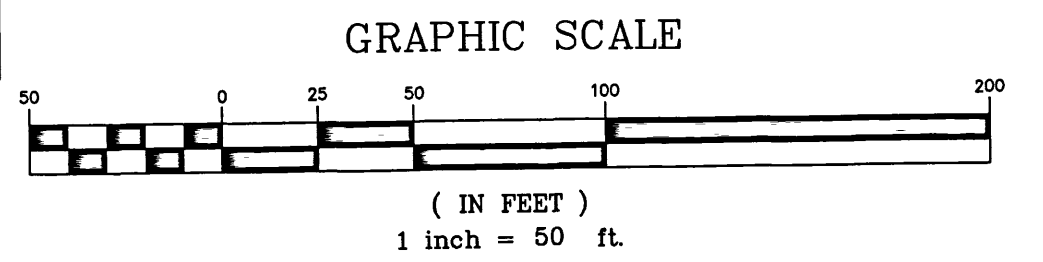 GRAPHIC SCALE
50 0 25 50 100 200
( IN FEET )
1 inch = 50 ft.